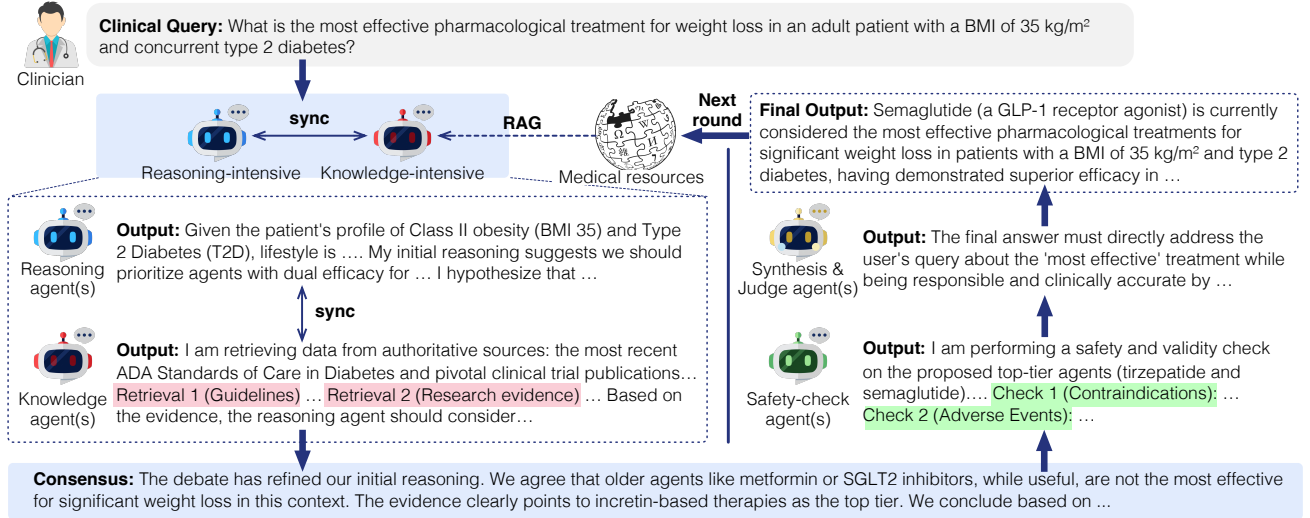 Clinical Query: What is the most effective pharmacological treatment for weight loss in an adult patient with a BMI of 35 kg/m²
and concurrent type 2 diabetes?
Clinician
sync
Reasoning-intensive
Knowledge-intensive
RAG
Medical resources
Next
round
Final Output: Semaglutide (a GLP-1 receptor agonist) is currently
considered the most effective pharmacological treatments for
significant weight loss in patients with a BMI of 35 kg/m² and type 2
diabetes, having demonstrated superior efficacy in …
Reasoning
agent(s)
Output: Given the patient's profile of Class II obesity (BMI 35) and Type
2 Diabetes (T2D), lifestyle is …. My initial reasoning suggests we should
prioritize agents with dual efficacy for … I hypothesize that …
sync
Knowledge
agent(s)
Output: I am retrieving data from authoritative sources: the most recent
ADA Standards of Care in Diabetes and pivotal clinical trial publications…
Retrieval 1 (Guidelines) … Retrieval 2 (Research evidence) … Based on
the evidence, the reasoning agent should consider…
Synthesis &
Judge agent(s)
Output: The final answer must directly address the
user's query about the 'most effective' treatment while
being responsible and clinically accurate by …
Safety-check
agent(s)
Output: I am performing a safety and validity check
on the proposed top-tier agents (tirzepatide and
semaglutide)…. Check 1 (Contraindications): …
Check 2 (Adverse Events): …
Consensus: The debate has refined our initial reasoning. We agree that older agents like metformin or SGLT2 inhibitors, while useful, are not the most effective
for significant weight loss in this context. The evidence clearly points to incretin-based therapies as the top tier. We conclude based on ...